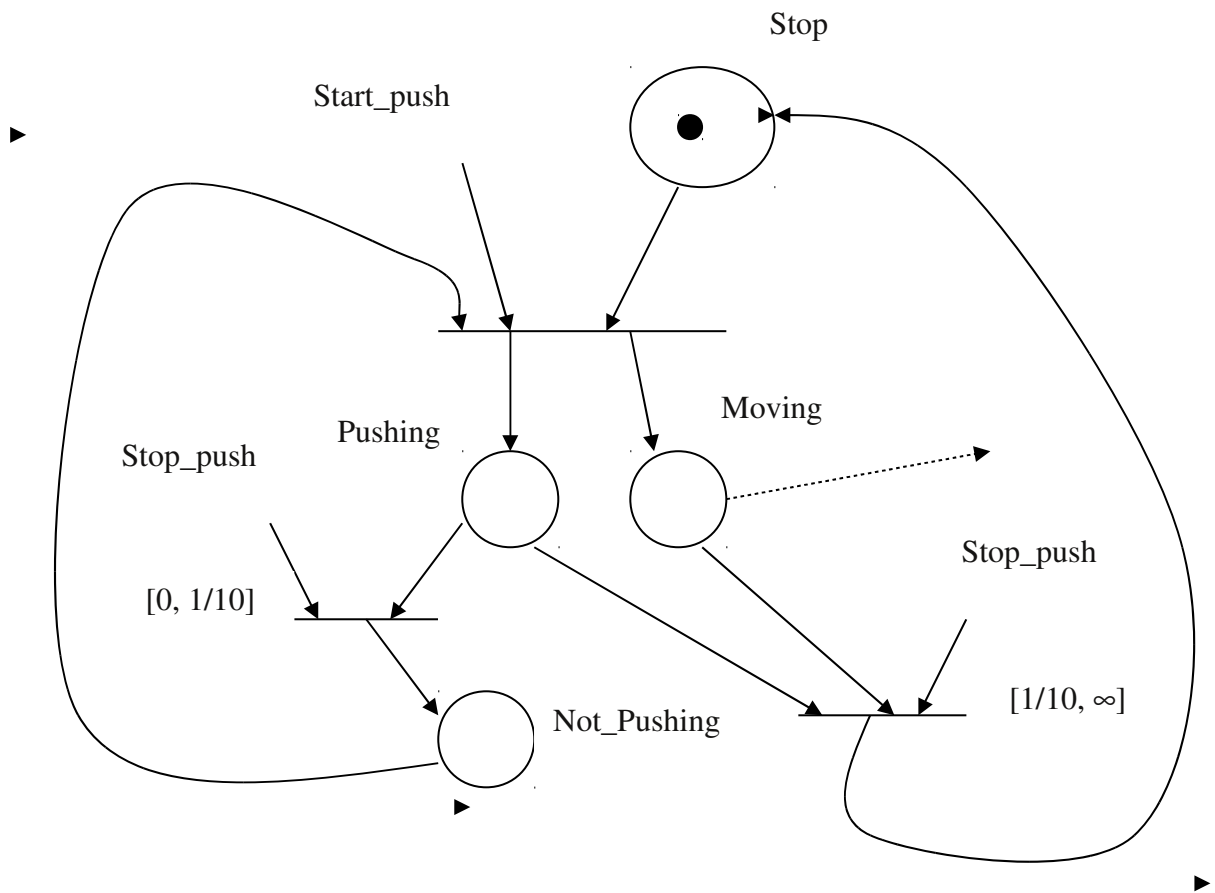 Stop
Start_push
Moving
Pushing
Stop_push
Stop_push
[0, 1/10]
[1/10, ∞]
Not_Pushing